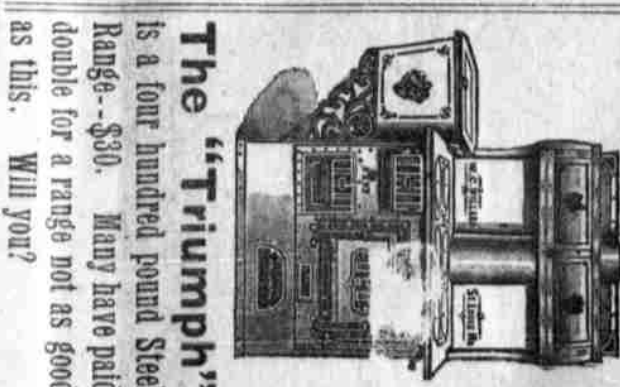 The "Triumph"
is a four hundred pound Stee
Range--$30. Many have paid
double for a range not as good
as this. Will you?